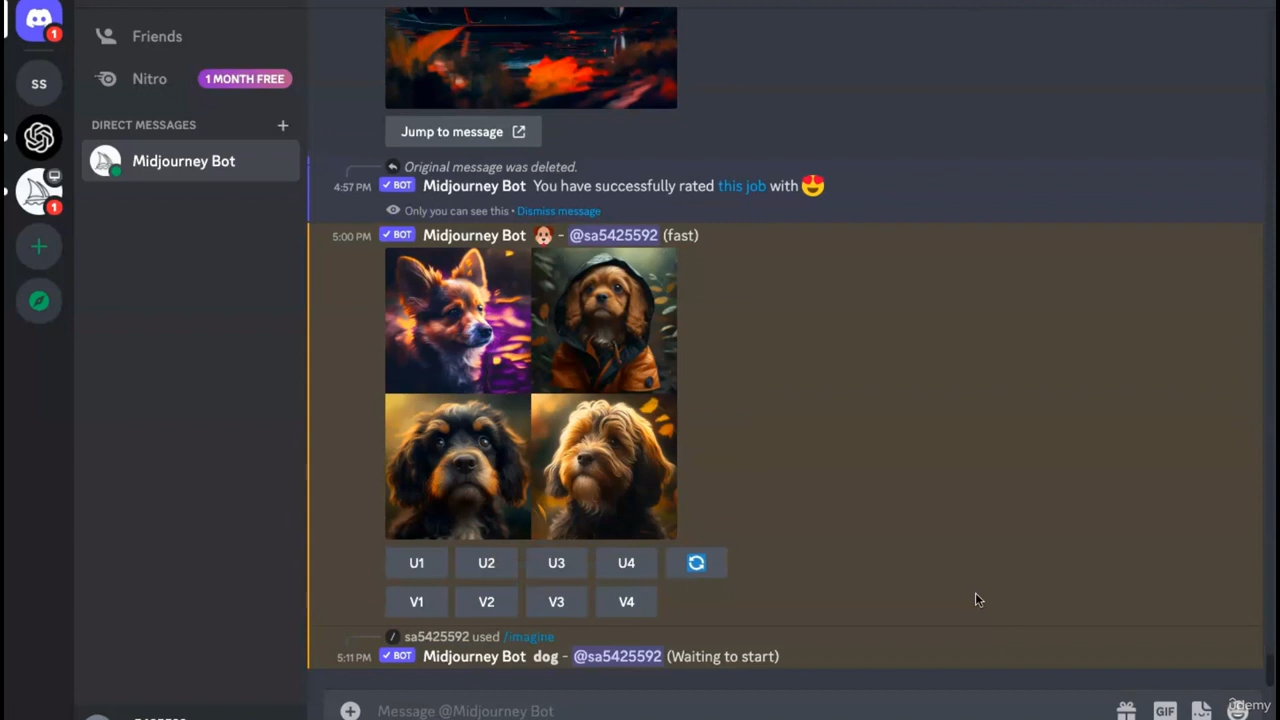 1
Friends
Nitro
1 MONTH FREE
DIRECT MESSAGES
SS
Midjourney Bot
1
Jump to message
Original message was deleted.
4:57 PM BOT Midjourney Bot You have successfully rated this job with
Only you can see this • Dismiss message
5:00 PM BOT Midjourney Bot - @sa5425592 (fast)
U1 U2 U3 U4
V1 V2 V3 V4
/ sa5425592 used /imagine
5:11 PM BOT Midjourney Bot dog - @sa5425592 (Waiting to start)
Message @Midjourney Bot
GIF
ûdemy